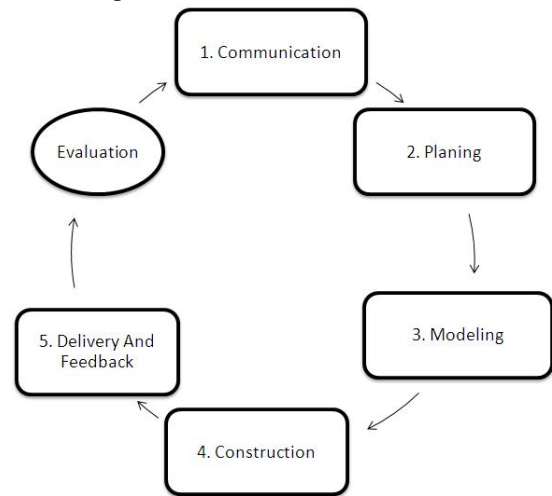 1. Communication
2. Planing
3. Modeling
4. Construction
5. Delivery And
Feedback
Evaluation